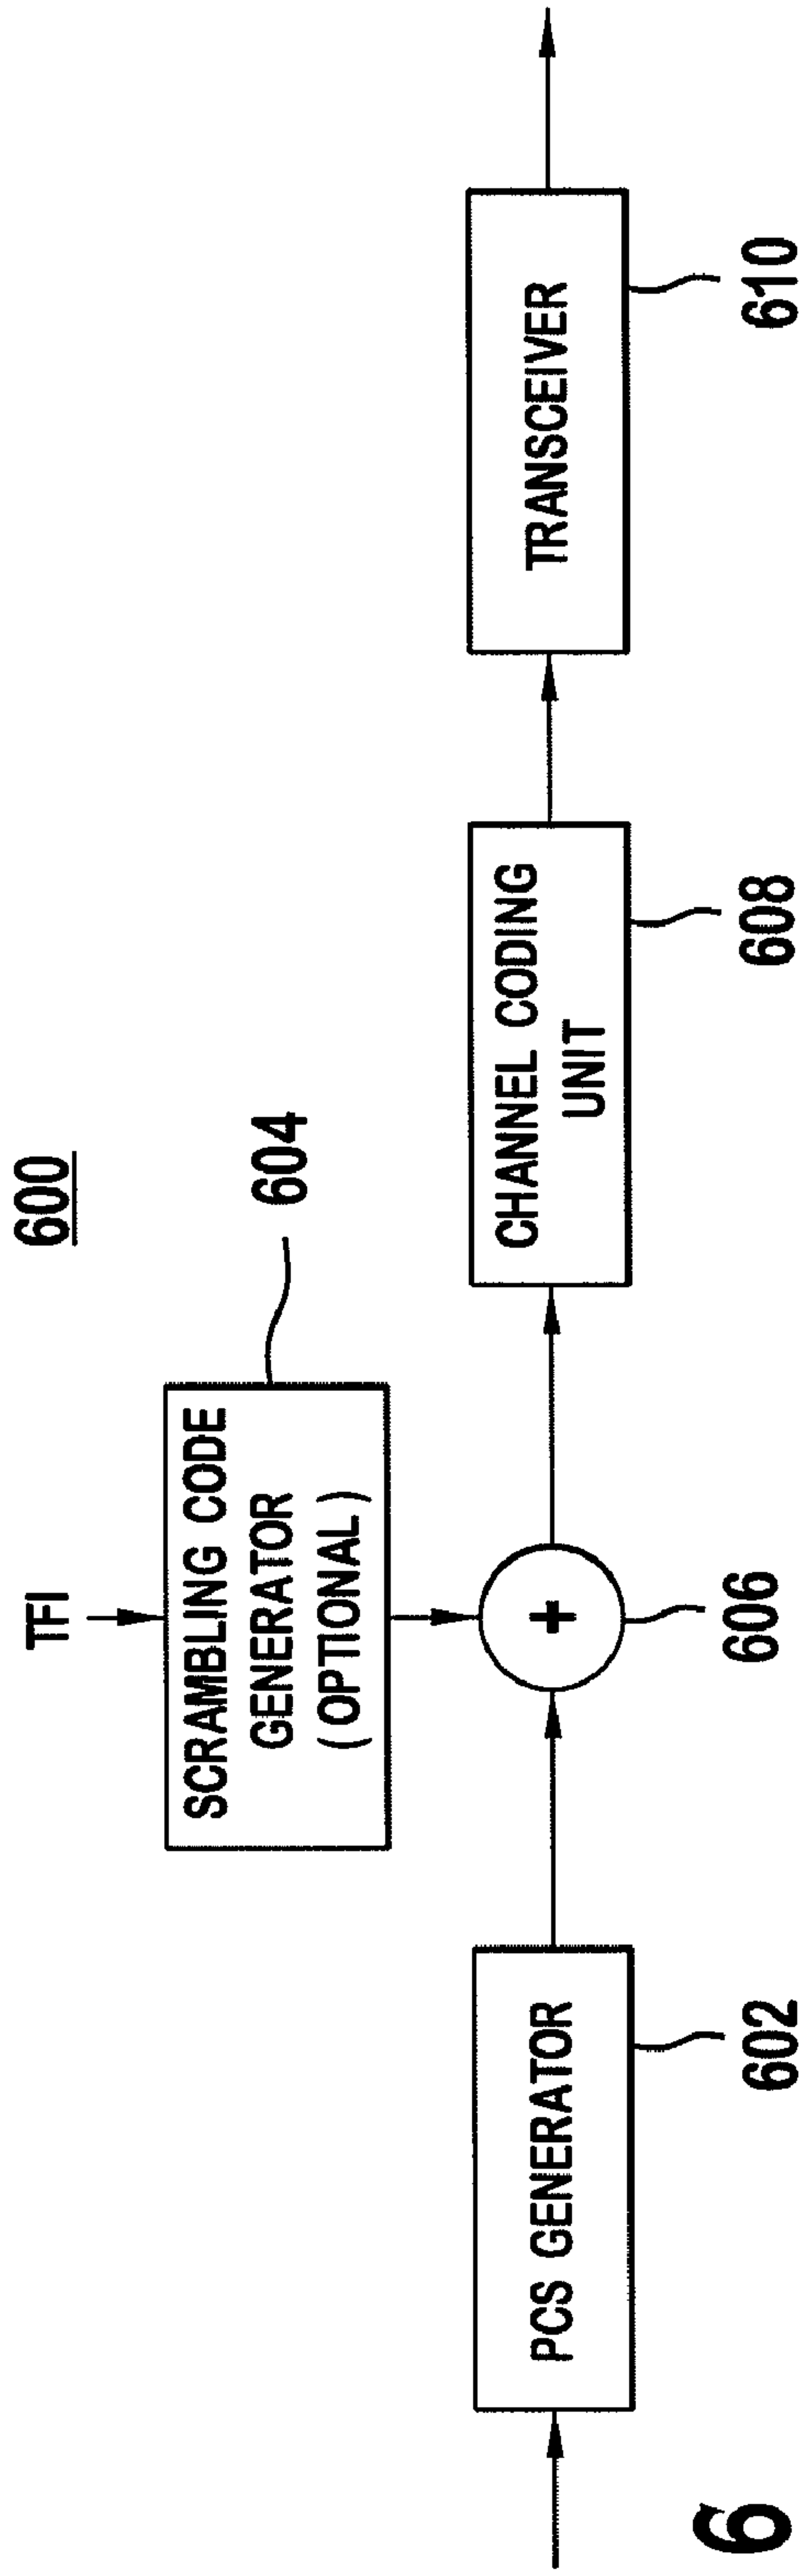 600
TFI
SCRAMBLING CODE
GENERATOR
(OPTIONAL)
604
PCS GENERATOR
602
+
606
CHANNEL CODING
UNIT
608
TRANSCEIVER
610
6